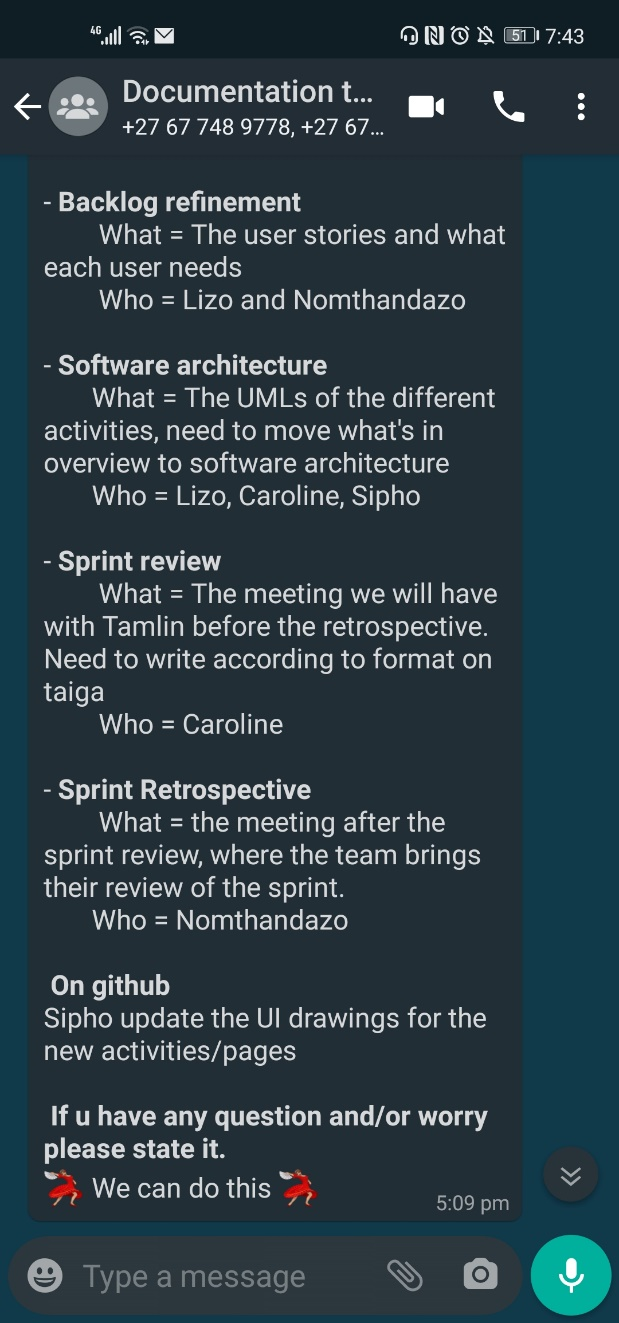 4G 51 7:43
Documentation t...
+27 67 748 9778, +27 67...
- Backlog refinement
What = The user stories and what
each user needs
Who = Lizo and Nomthandazo
- Software architecture
What = The UMLs of the different
activities, need to move what's in
overview to software architecture
Who = Lizo, Caroline, Sipho
- Sprint review
What = The meeting we will have
with Tamlin before the retrospective.
Need to write according to format on
taiga
Who = Caroline
- Sprint Retrospective
What = the meeting after the
sprint review, where the team brings
their review of the sprint.
Who = Nomthandazo
On github
Sipho update the UI drawings for the
new activities/pages
If u have any question and/or worry
please state it.
💃 We can do this 💃
5:09 pm
Type a message